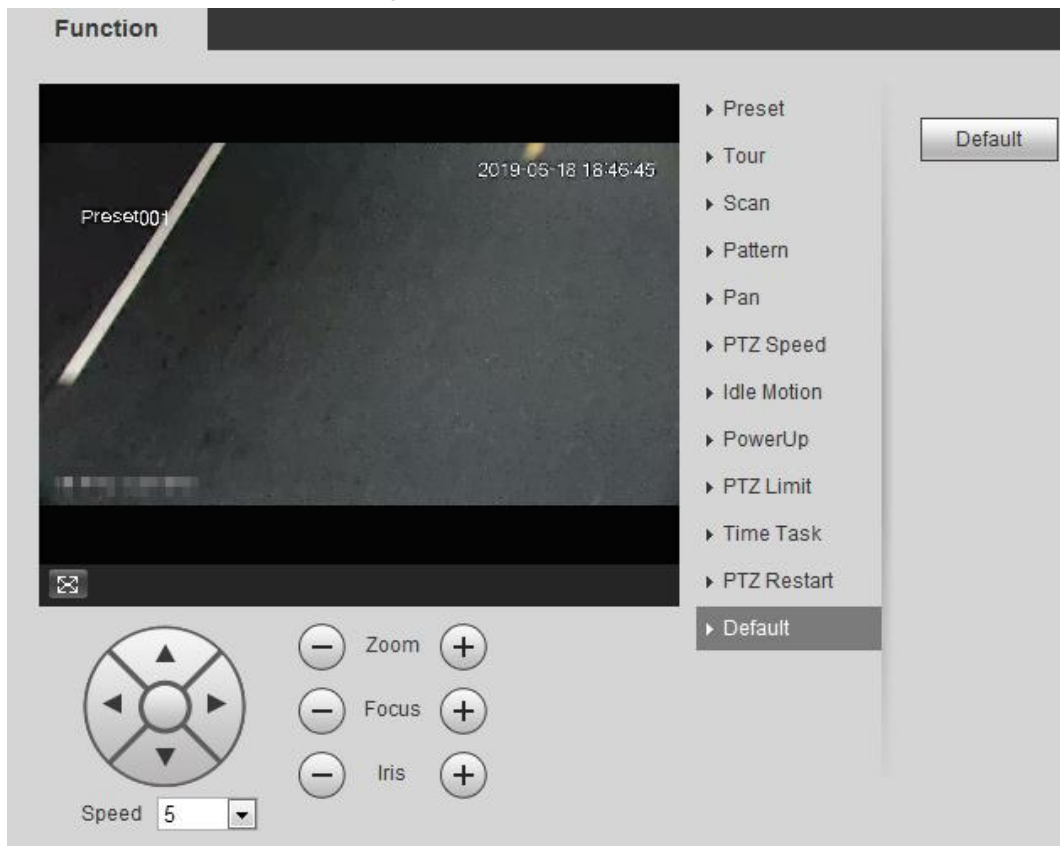 Function
2019-06-18 18:46:45
Preset001
Preset
Tour
Scan
Pattern
Pan
PTZ Speed
Idle Motion
PowerUp
PTZ Limit
Time Task
PTZ Restart
Default
Default
Zoom
Focus
Iris
Speed 5